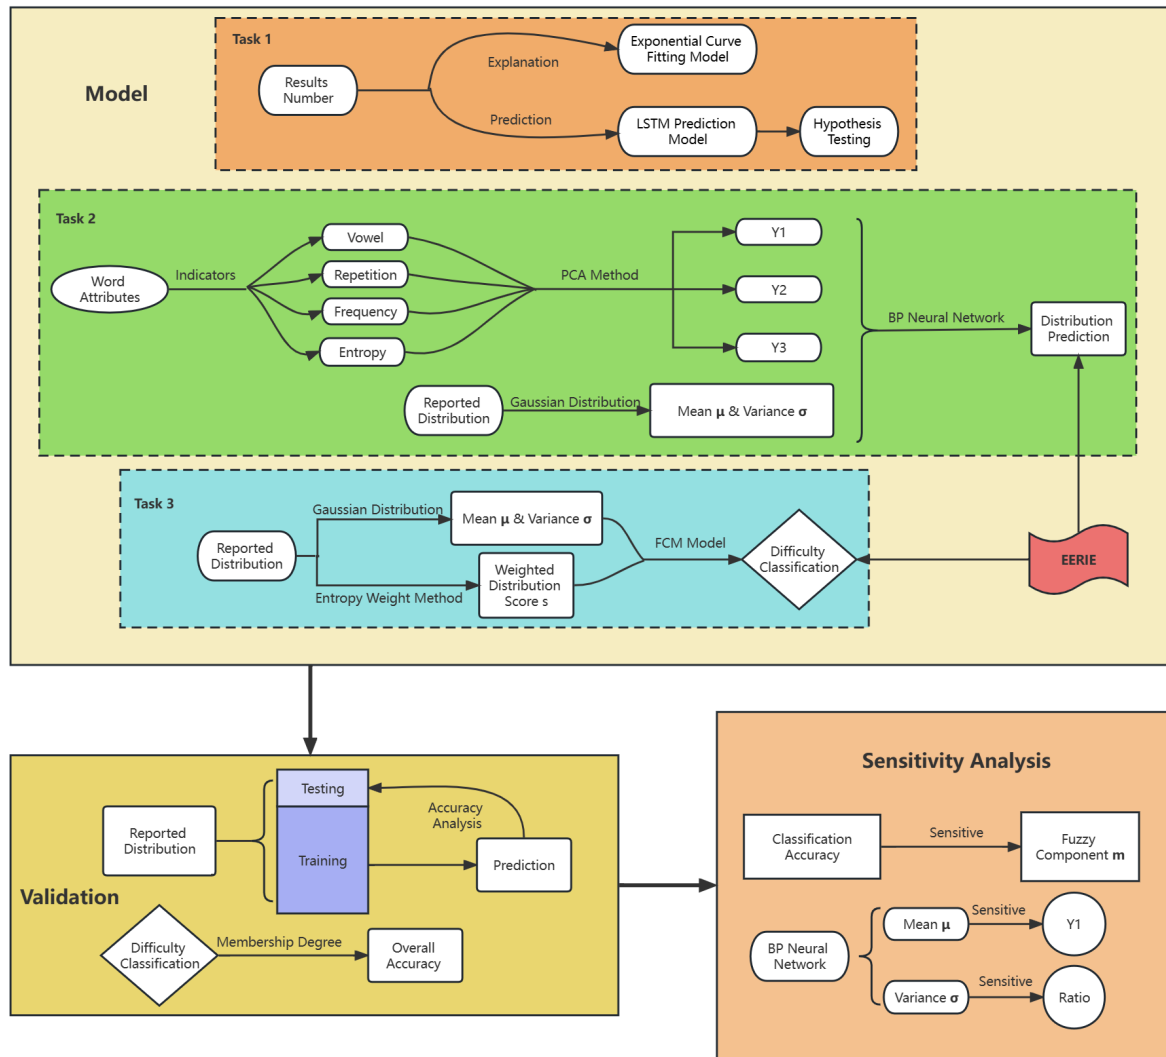 Model
Task 1
Results
Number
Explanation
Exponential Curve
Fitting Model
Prediction
LSTM Prediction
Model
Hypothesis
Testing
Task 2
Word
Attributes
Indicators
Vowel
Repetition
Frequency
Entropy
PCA Method
Y1
Y2
Y3
BP Neural Network
Distribution
Prediction
Reported
Distribution
Gaussian Distribution
Mean μ & Variance σ
Task 3
Reported
Distribution
Gaussian Distribution
Mean μ & Variance σ
Entropy Weight Method
Weighted
Distribution
Score s
FCM Model
Difficulty
Classification
EERIE
Validation
Reported
Distribution
Testing
Training
Accuracy
Analysis
Prediction
Difficulty
Classification
Membership Degree
Overall
Accuracy
Sensitivity Analysis
Classification
Accuracy
Sensitive
Fuzzy
Component m
BP Neural
Network
Mean μ
Sensitive
Y1
Variance σ
Sensitive
Ratio